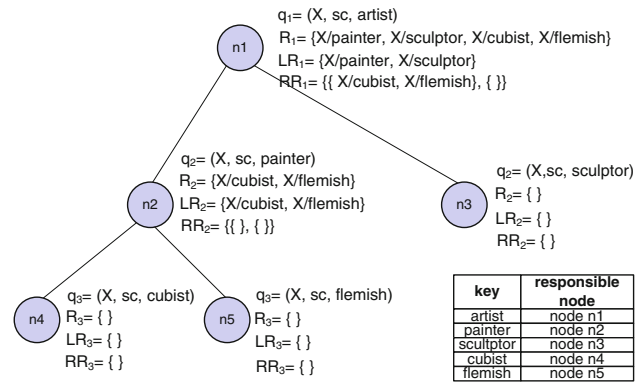 q₁= (X, sc, artist)
R₁= {X/painter, X/sculptor, X/cubist, X/flemish}
n1
LR₁= {X/painter, X/sculptor}
RR₁= {{ X/cubist, X/flemish}, { }}
q₂= (X, sc, painter)
R₂= {X/cubist, X/flemish}
n2
LR₂= {X/cubist, X/flemish}
RR₂= {{ }, { }}
q₂= (X,sc, sculptor)
R₂= { }
n3
LR₂= { }
RR₂= { }
q₃= (X, sc, cubist)
R₃= { }
n4
LR₃= { }
RR₃= { }
q₃= (X, sc, flemish)
R₃= { }
n5
LR₃= { }
RR₃= { }
key responsible node
artist node n1
painter node n2
scultptor node n3
cubist node n4
flemish node n5